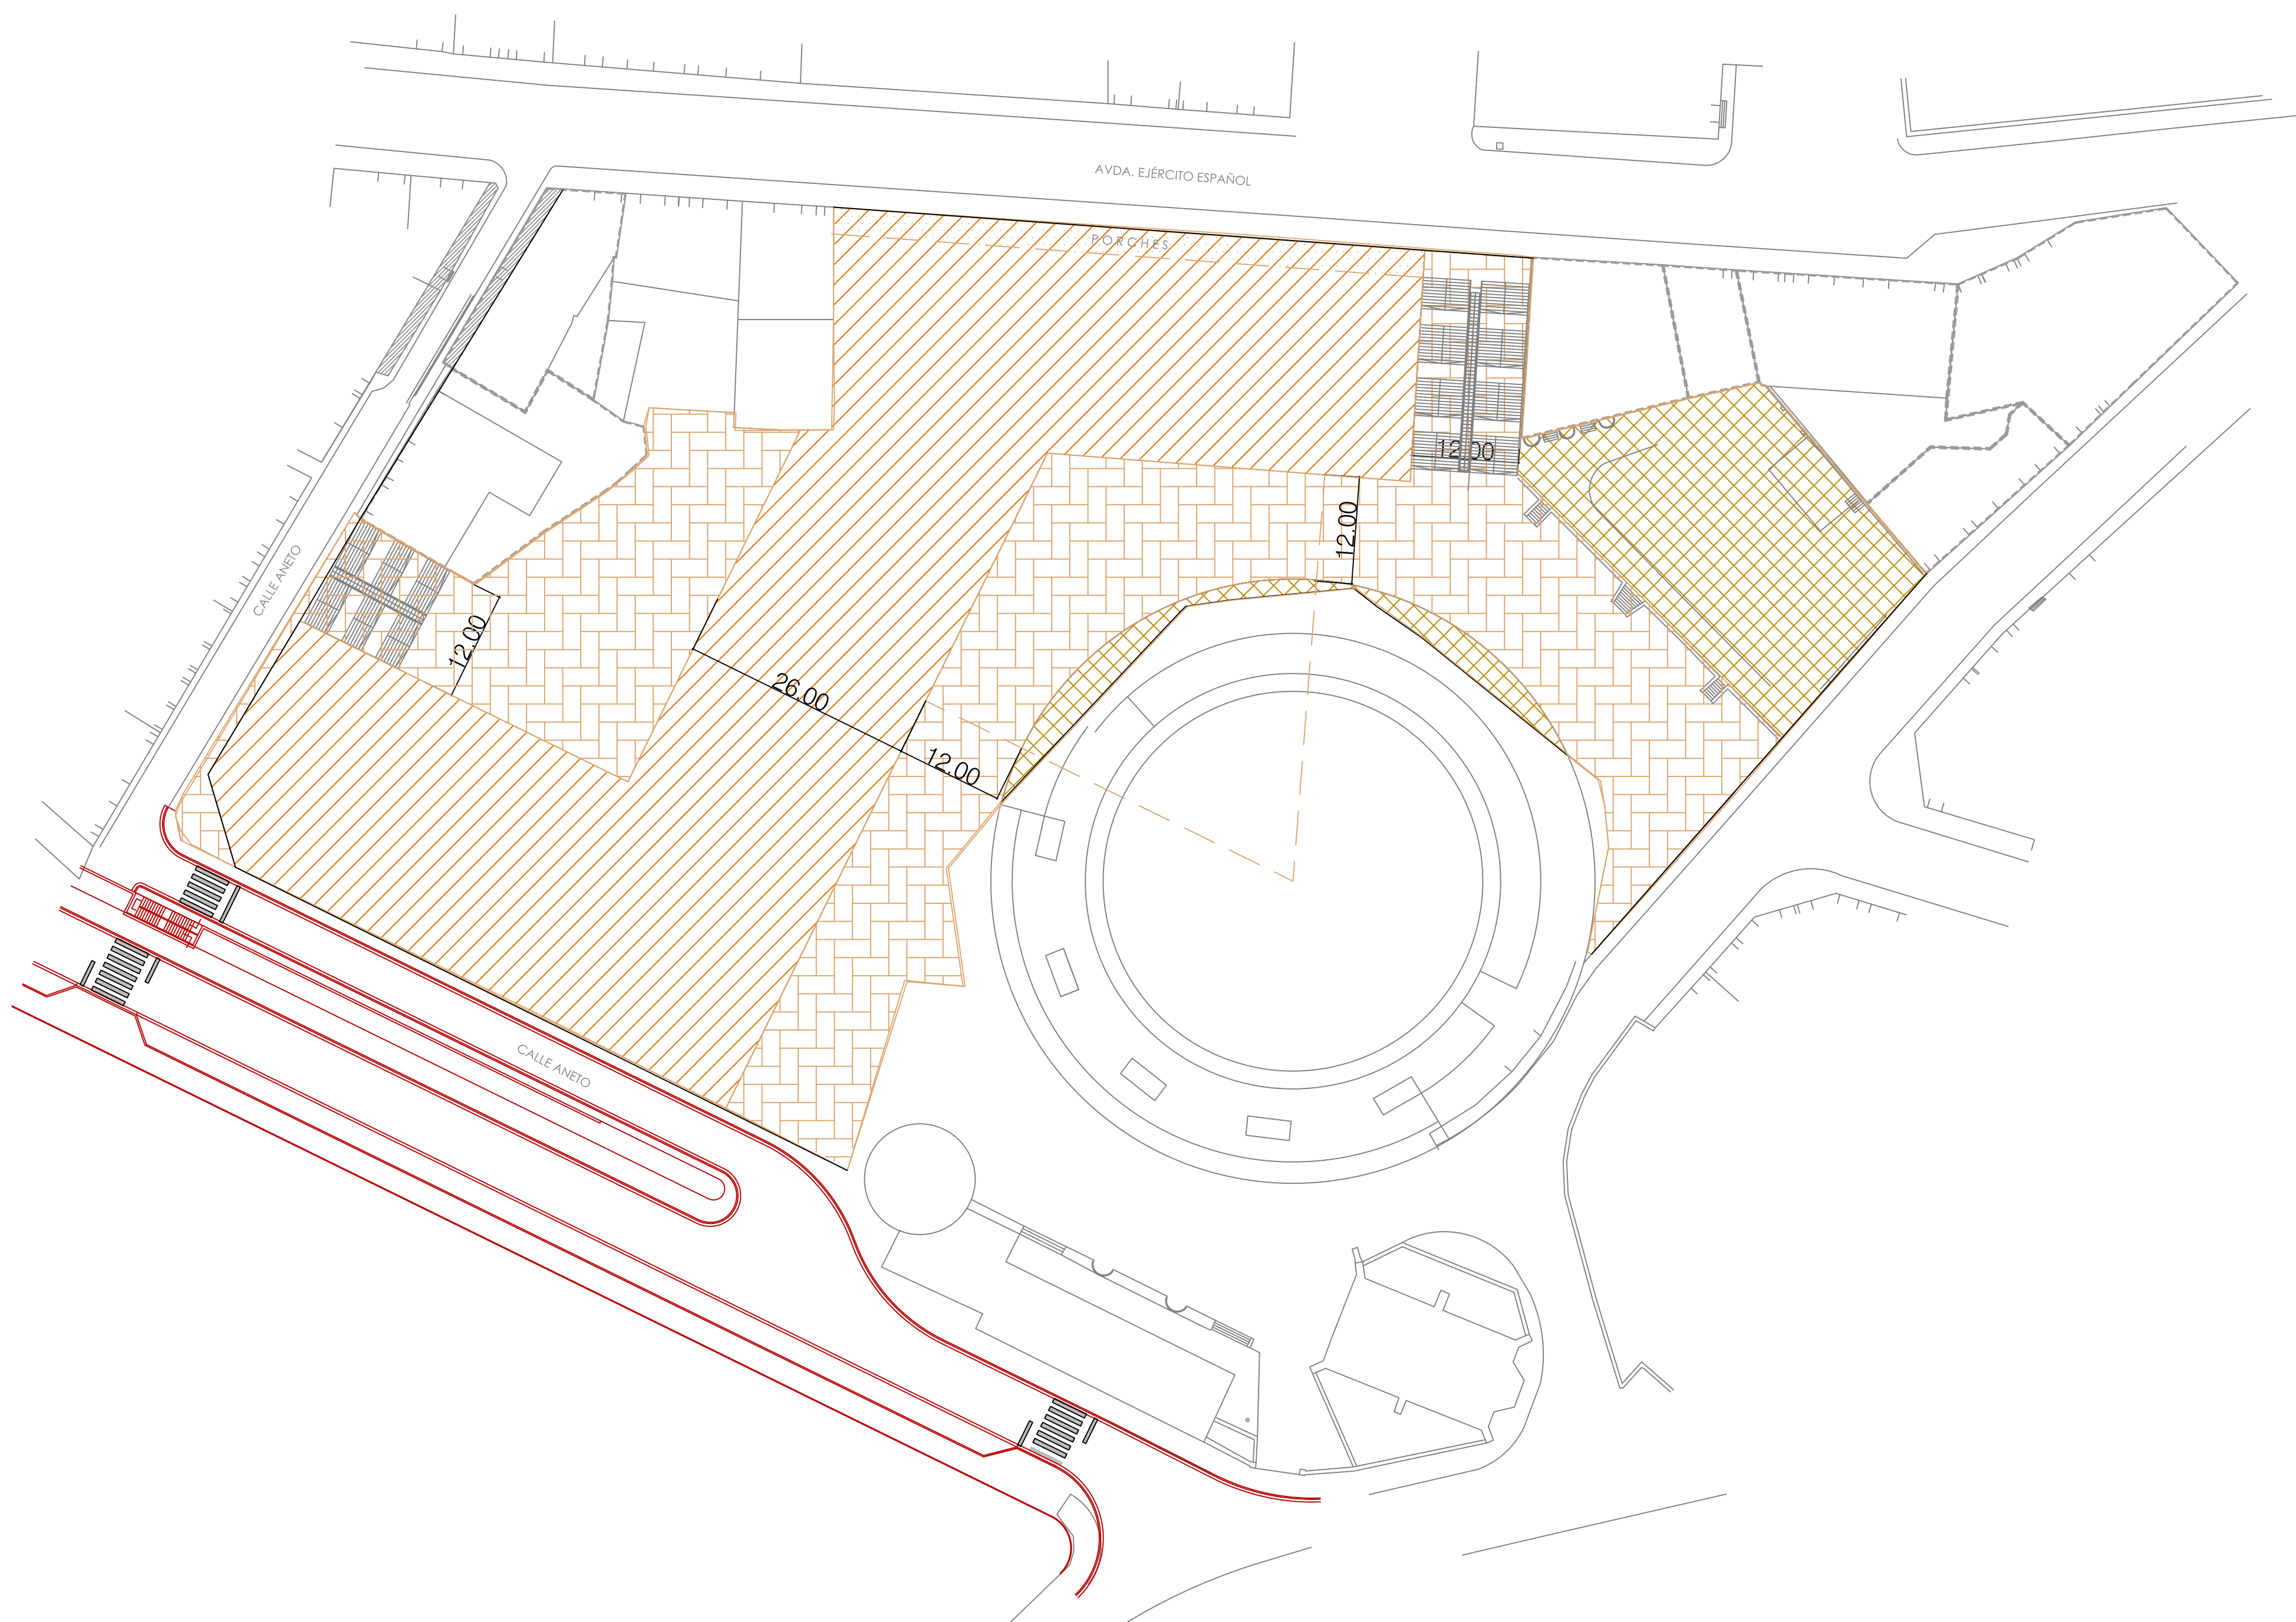 AVDA. EJÉRCITO ESPAÑOL
PORCHES
12.00
12.00
CALLE ANETO
12.00
26.00
12.00
CALLE ANETO